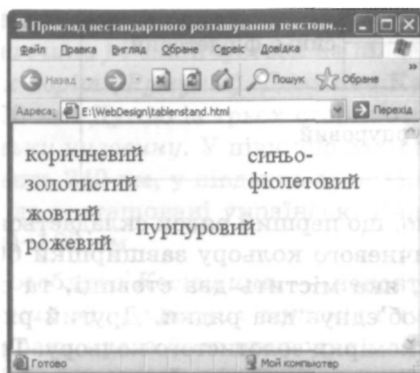 Приклад нестандартного розташування текстови...
Файл Правка Вигляд Обране Сервіс Довідка »
Назад Пошук Обране
Адреса: E:\WebDesign\tablenstand.html Перехід
коричневий синьо-
золотистий фіолетовий
жовтий
пурпуровий
рожевий
Готово Мой компьютер